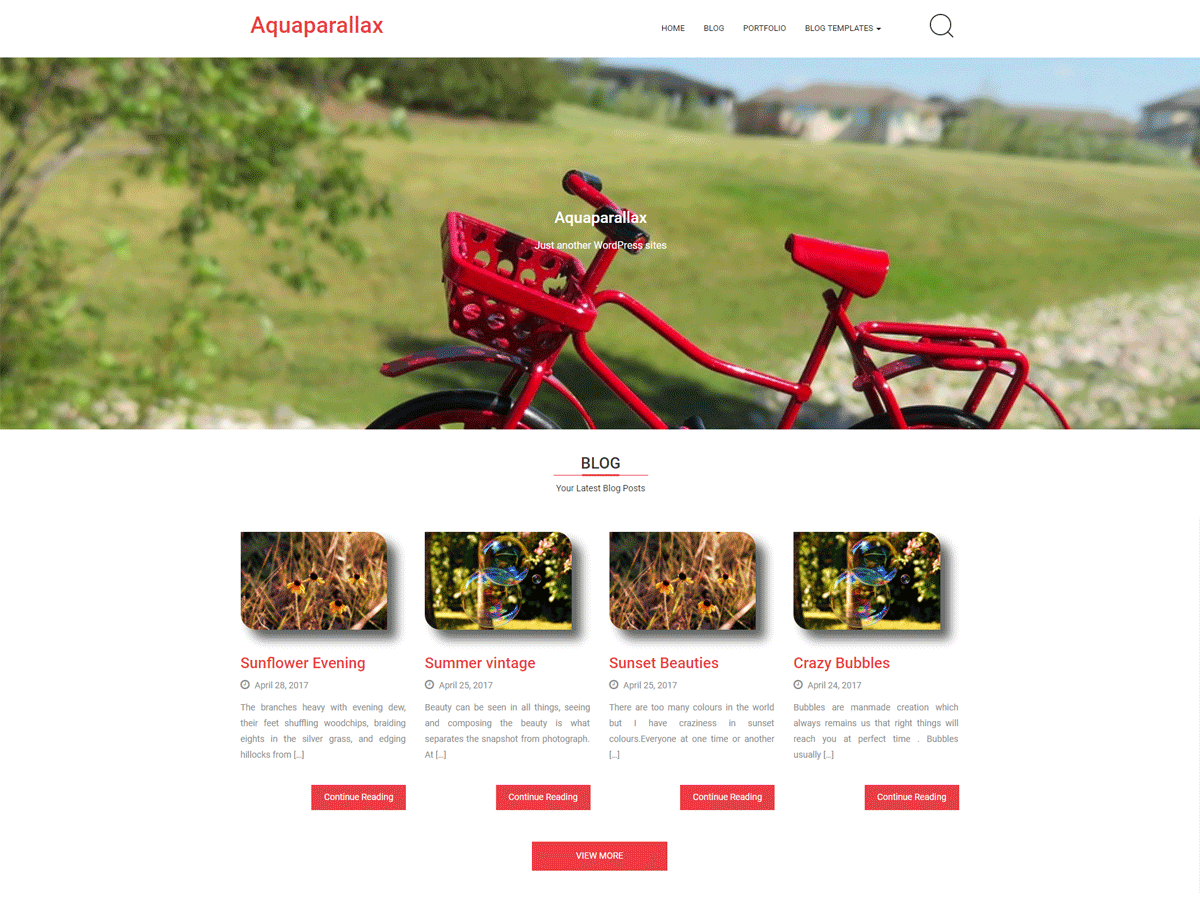 Aquaparallax
HOME BLOG PORTFOLIO BLOG TEMPLATES
Aquaparallax
Just another WordPress sites
BLOG
Your Latest Blog Posts
Sunflower Evening
April 28, 2017
The branches heavy with evening dew,
their feet shuffling woodchips, braiding
eights in the silver grass, and edging
hillocks from [...]
Continue Reading
Summer vintage
April 25, 2017
Beauty can be seen in all things, seeing
and composing the beauty is what
separates the snapshot from photograph.
At [...]
Continue Reading
Sunset Beauties
April 25, 2017
There are too many colours in the world
but I have craziness in sunset
colours.Everyone at one time or another
[...]
Continue Reading
Crazy Bubbles
April 24, 2017
Bubbles are manmade creation which
always remains us that right things will
reach you at perfect time . Bubbles
usually [...]
Continue Reading
VIEW MORE